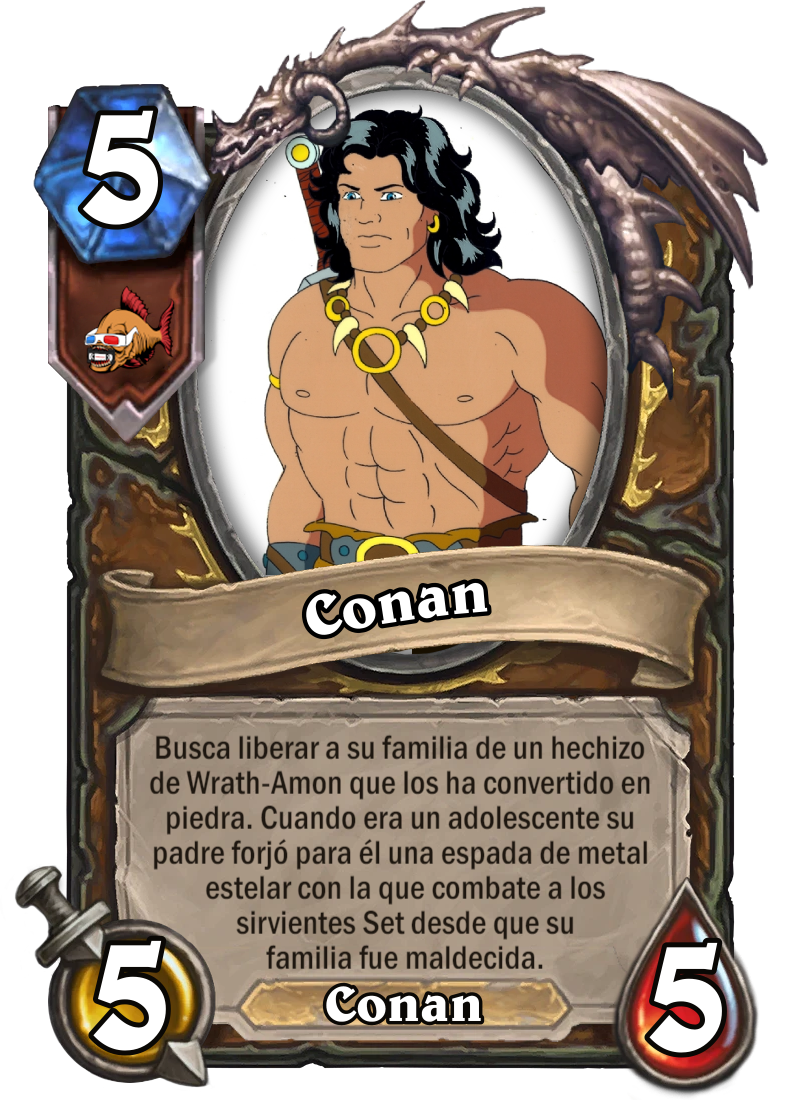 5
Conan
Busca liberar a su familia de un hechizo
de Wrath-Amon que los ha convertido en
piedra. Cuando era un adolescente su
padre forjó para él una espada de metal
estelar con la que combate a los
sirvientes Set desde que su
familia fue maldecida.
5
Conan
5